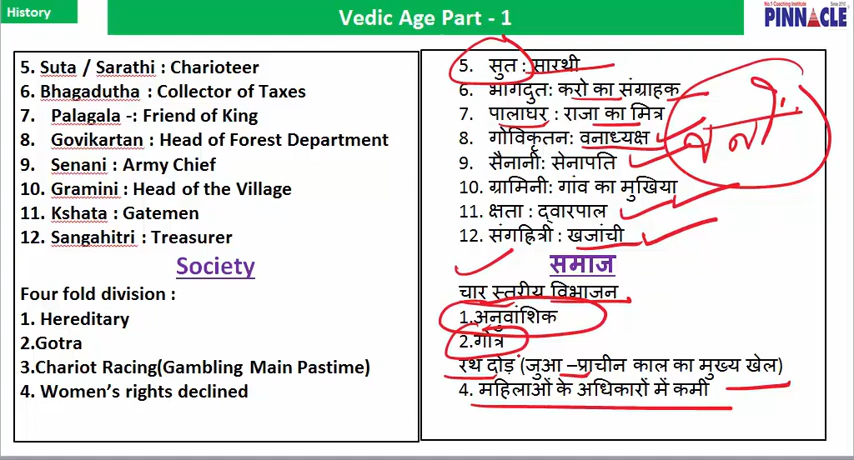 History
Vedic Age Part - 1
No.1 Coaching Institute
PINNACLE
5. Suta / Sarathi : Charioteer
6. Bhagadutha : Collector of Taxes
7. Palagala -: Friend of King
8. Govikartan : Head of Forest Department
9. Senani : Army Chief
10. Gramini : Head of the Village
11. Kshata : Gatemen
12. Sangahitri : Treasurer
Society
Four fold division :
1. Hereditary
2.Gotra
3.Chariot Racing(Gambling Main Pastime)
4. Women's rights declined
5. सुत : सारथी
6. भागदुत: करो का संग्राहक
7. पालाघर : राजा का मित्र
8. गोविकृतन: वनाध्यक्ष
9. सैनानी: सेनापति
10. ग्रामिनी: गांव का मुखिया
11. क्षता : द्वारपाल
12. संगह्रित्री : खजांची
समाज
चार स्तरीय विभाजन
1.अनुवांशिक
2.गोत्र
रथ दोड़ (जुआ –प्राचीन काल का मुख्य खेल)
4. महिलाओं के अधिकारों में कमी